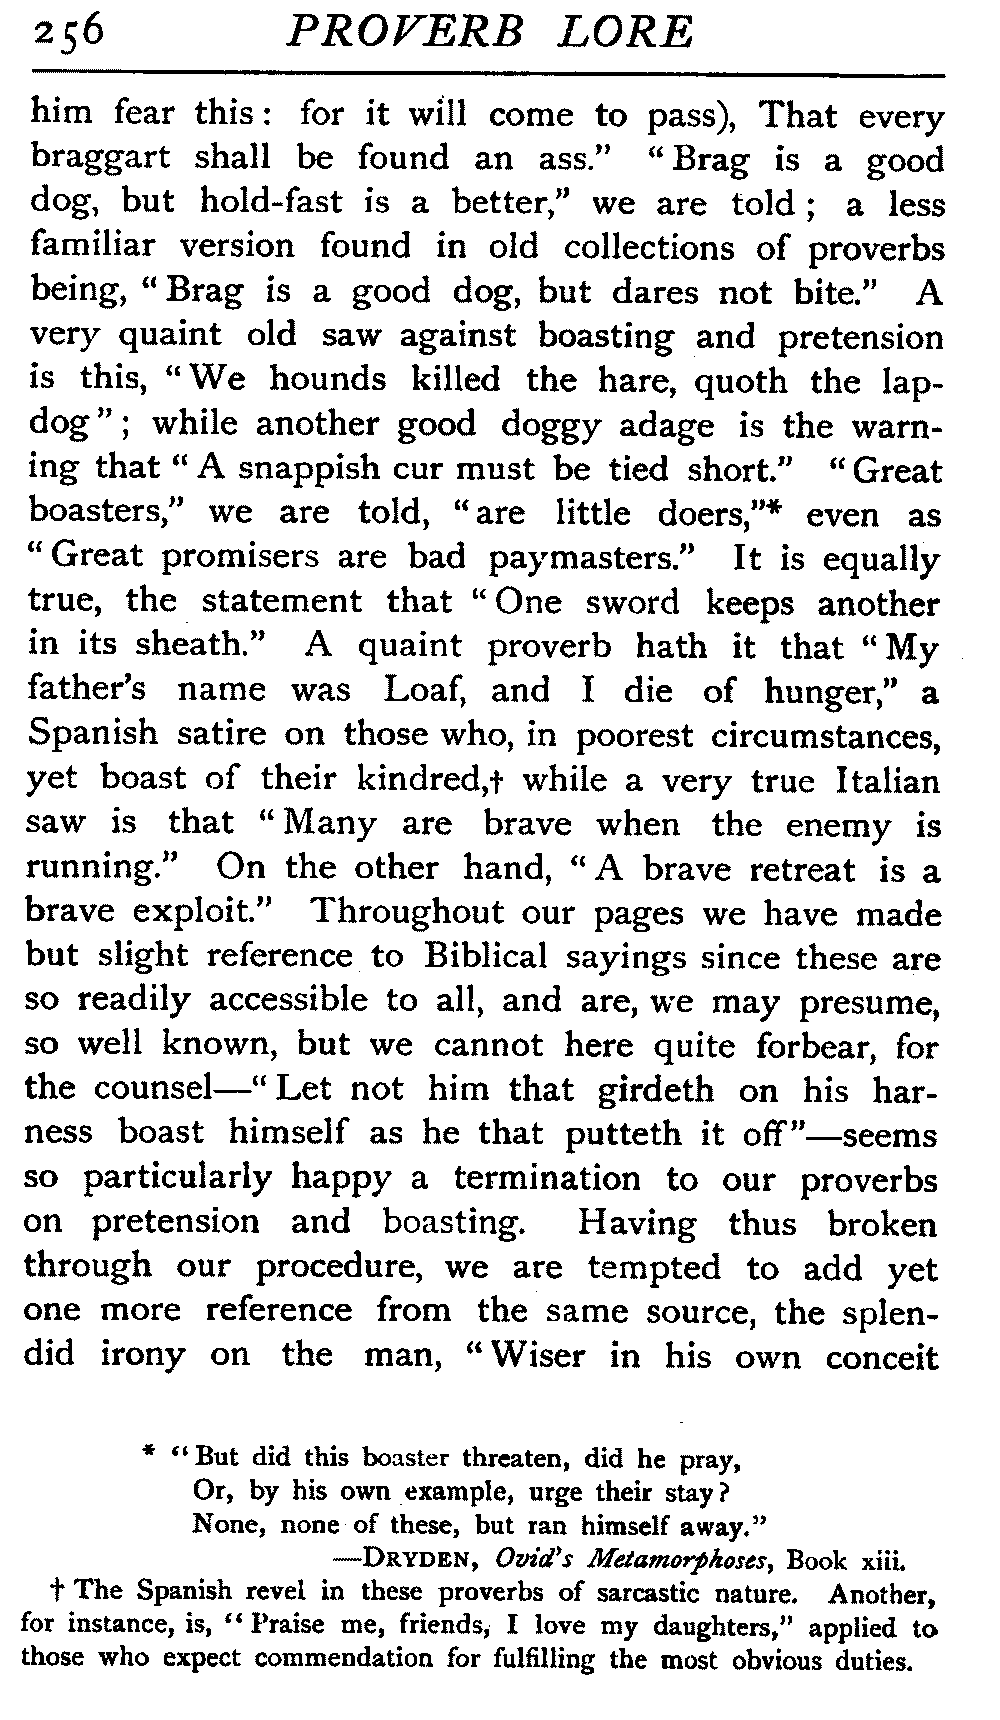 256 PROVERB LORE
him fear this: for it will come to pass), That every
braggart shall be found an ass." "Brag is a good
dog, but hold-fast is a better," we are told; a less
familiar version found in old collections of proverbs
being, "Brag is a good dog, but dares not bite." A
very quaint old saw against boasting and pretension
is this, "We hounds killed the hare, quoth the lap-
dog"; while another good doggy adage is the warn-
ing that "A snappish cur must be tied short." "Great
boasters," we are told, "are little doers,"* even as
"Great promisers are bad paymasters." It is equally
true, the statement that "One sword keeps another
in its sheath." A quaint proverb hath it that "My
father's name was Loaf, and I die of hunger," a
Spanish satire on those who, in poorest circumstances,
yet boast of their kindred,† while a very true Italian
saw is that "Many are brave when the enemy is
running." On the other hand, "A brave retreat is a
brave exploit." Throughout our pages we have made
but slight reference to Biblical sayings since these are
so readily accessible to all, and are, we may presume,
so well known, but we cannot here quite forbear, for
the counsel—"Let not him that girdeth on his har-
ness boast himself as he that putteth it off"—seems
so particularly happy a termination to our proverbs
on pretension and boasting. Having thus broken
through our procedure, we are tempted to add yet
one more reference from the same source, the splen-
did irony on the man, "Wiser in his own conceit
* "But did this boaster threaten, did he pray,
Or, by his own example, urge their stay?
None, none of these, but ran himself away."
—DRYDEN, Ovid's Metamorphoses, Book xiii.
† The Spanish revel in these proverbs of sarcastic nature. Another,
for instance, is, "Praise me, friends, I love my daughters," applied to
those who expect commendation for fulfilling the most obvious duties.